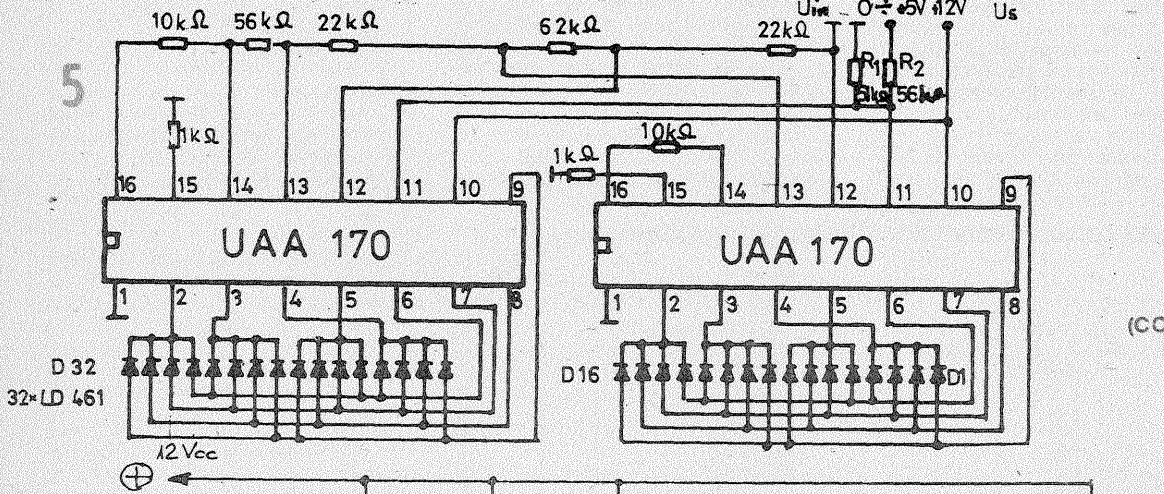 Uin 0÷+5V +12V Us
10kΩ 56kΩ 22kΩ 62kΩ 22kΩ
5
R1 R2
51kΩ 56kΩ
1kΩ
10kΩ
1kΩ
16 15 14 13 12 11 10 9
16 15 14 13 12 11 10 9
UAA 170
UAA 170
1 2 3 4 5 6 7 8
1 2 3 4 5 6 7 8
D 32
D16
D1
32×LD 461
12 Vcc